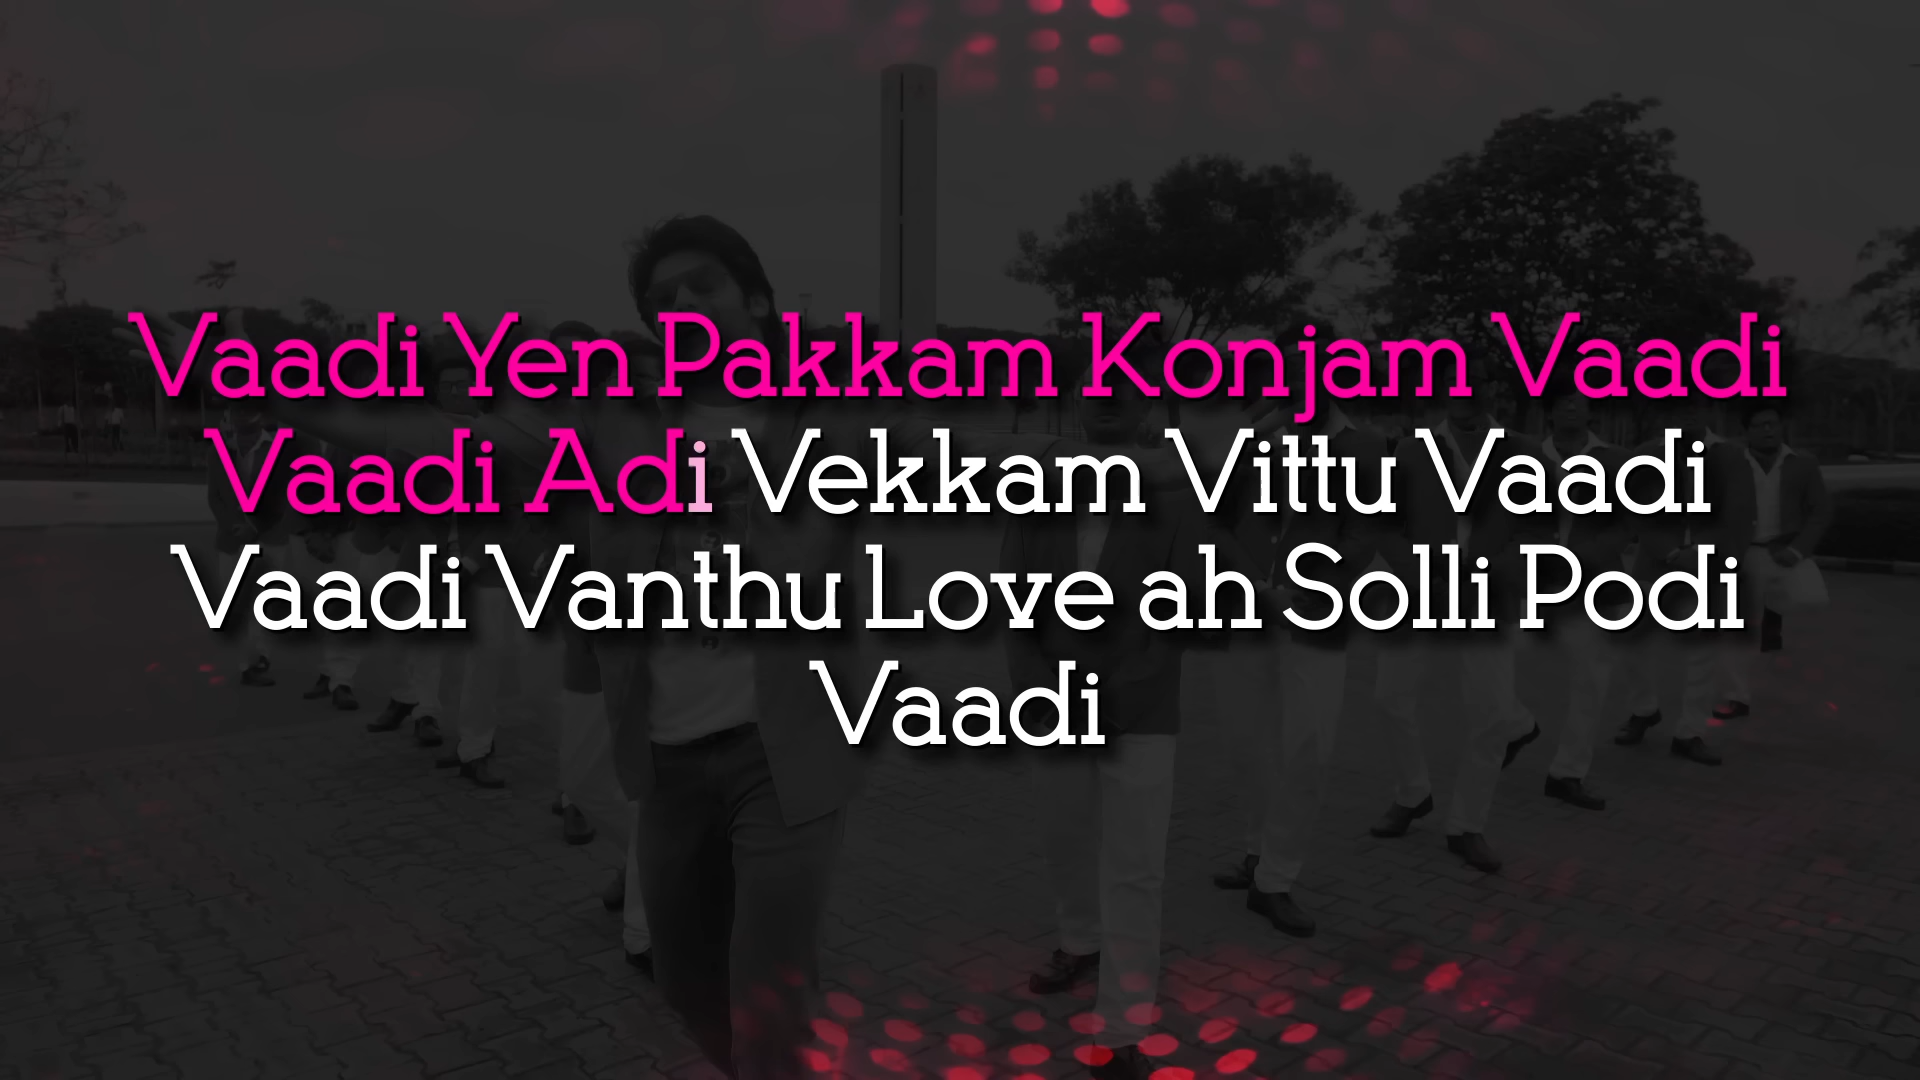 Vaadi Yen Pakkam Konjam Vaadi
Vaadi Adi Vekkam Vittu Vaadi
Vaadi Vanthu Love ah Solli Podi
Vaadi